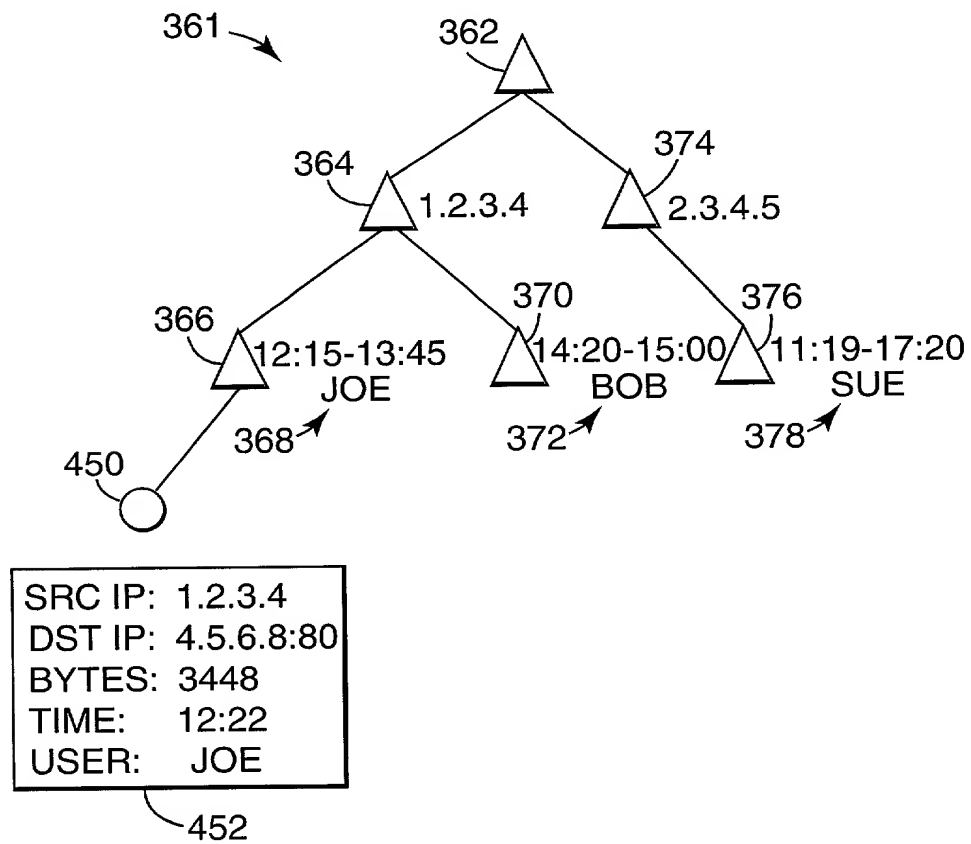 361
362
364
1.2.3.4
374
2.3.4.5
366
12:15-13:45
JOE
368
370
14:20-15:00
BOB
372
376
11:19-17:20
SUE
378
450
SRC IP: 1.2.3.4
DST IP: 4.5.6.8:80
BYTES: 3448
TIME: 12:22
USER: JOE
452